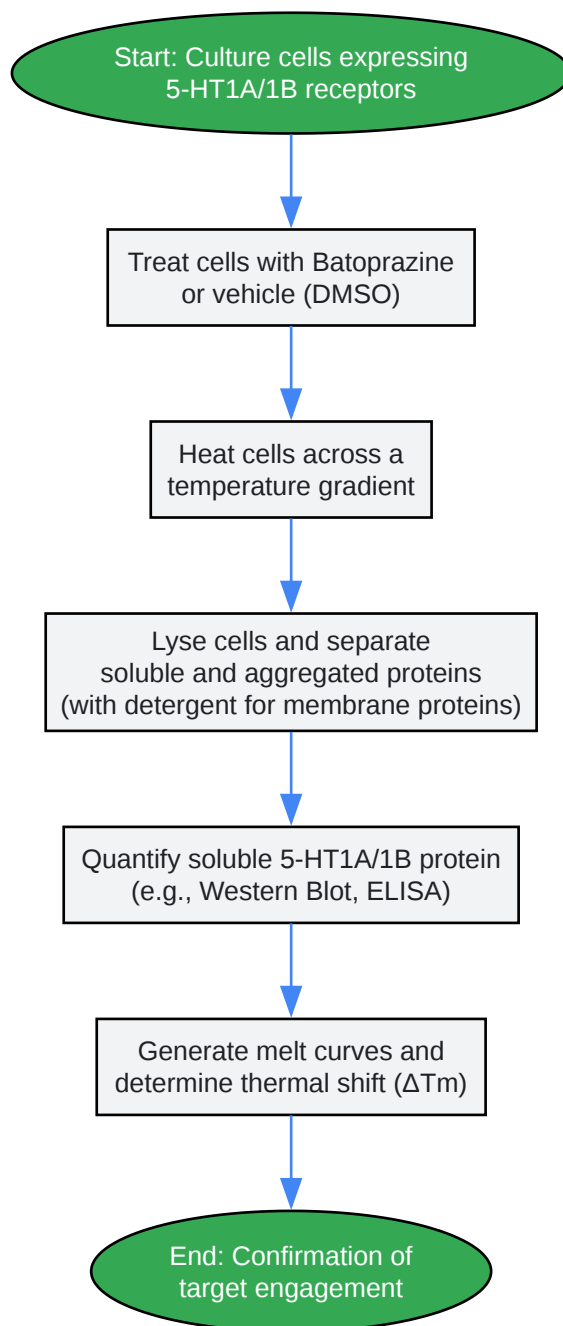 Start: Culture cells expressing
5-HT1A/1B receptors
Treat cells with Batoprazine
or vehicle (DMSO)
Heat cells across a
temperature gradient
Lyse cells and separate
soluble and aggregated proteins
(with detergent for membrane proteins)
Quantify soluble 5-HT1A/1B protein
(e.g., Western Blot, ELISA)
Generate melt curves and
determine thermal shift (ΔTm)
End: Confirmation of
target engagement